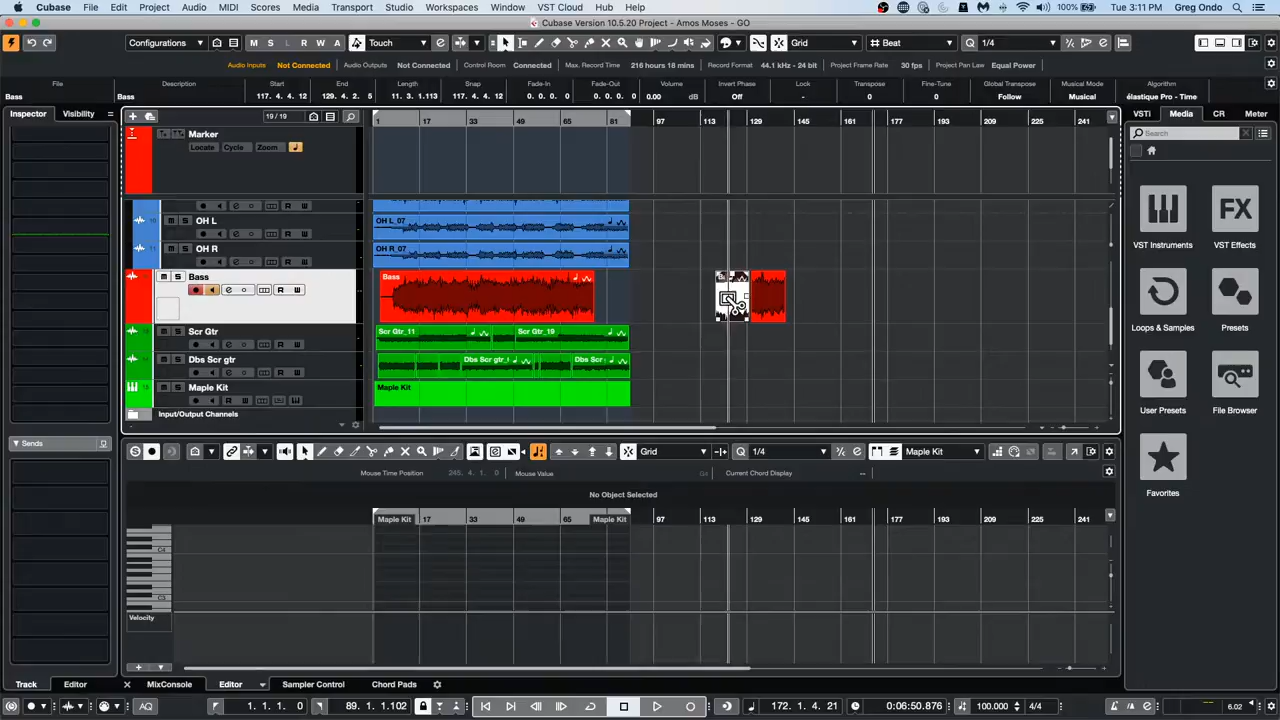 Cubase File Edit Project Audio MIDI Scores Media Transport Studio Workspaces Window VST Cloud Hub Help 100% Tue 3:11 PM Greg Ondo
Cubase Version 10.5.20 Project - Amos Moses - GO
Configurations M S L R W A Touch Grid Beat Q 1/4
Audio Inputs Not Connected Audio Outputs Not Connected Control Room Connected Max. Record Time 216 hours 18 mins Record Format 44.1 kHz - 24 bit Project Frame Rate 30 fps Project Pan Law Equal Power
File Description Start End Length Snap Fade-In Fade-Out Volume Invert Phase Lock Transpose Fine-Tune Global Transpose Musical Mode Algorithm
Bass Bass 117. 4. 4. 12 129. 4. 2. 5 11. 3. 1.113 117. 4. 4. 12 0. 0. 0. 0 0. 0. 0. 0 0.00 dB Off - 0 0 Follow Musical élastique Pro - Time
Inspector Visibility 19 / 19 1 17 33 49 65 81 97 113 129 145 161 177 193 209 225 241 VSTi Media CR Meter
Marker Search
Locate Cycle Zoom
OH L OH L_07
OH R OH R_07
Bass Bass
Scr Gtr Scr Gtr_11 Scr Gtr_19
Dbs Scr gtr Dbs Scr gtr_ Dbs Scr
Maple Kit Maple Kit
Input/Output Channels
VST Instruments VST Effects
Loops & Samples Presets
User Presets File Browser
Favorites
Sends Grid Q 1/4 Maple Kit
Mouse Time Position 245. 4. 1. 0 Mouse Value Current Chord Display --
No Object Selected
Maple Kit 17 33 49 65 Maple Kit 97 113 129 145 161 177 193 209 225 241
Velocity
Track Editor MixConsole Editor Sampler Control Chord Pads
AQ 1. 1. 1. 0 89. 1. 1.102 172. 1. 4. 21 0:06:50.876 100.000 4/4 6.02